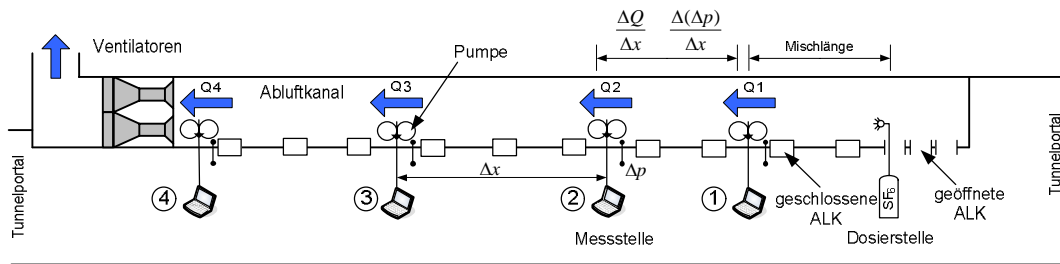 Ventilatoren
Pumpe
ΔQ/Δx Δ(Δp)/Δx
Mischlänge
Q4
Abluftkanal
Q3
Q2
Q1
Δx
Δp
4
3
2
1
geschlossene
ALK
SF6
geöffnete
ALK
Messstelle
Dosierstelle
Tunnelportal
Tunnelportal